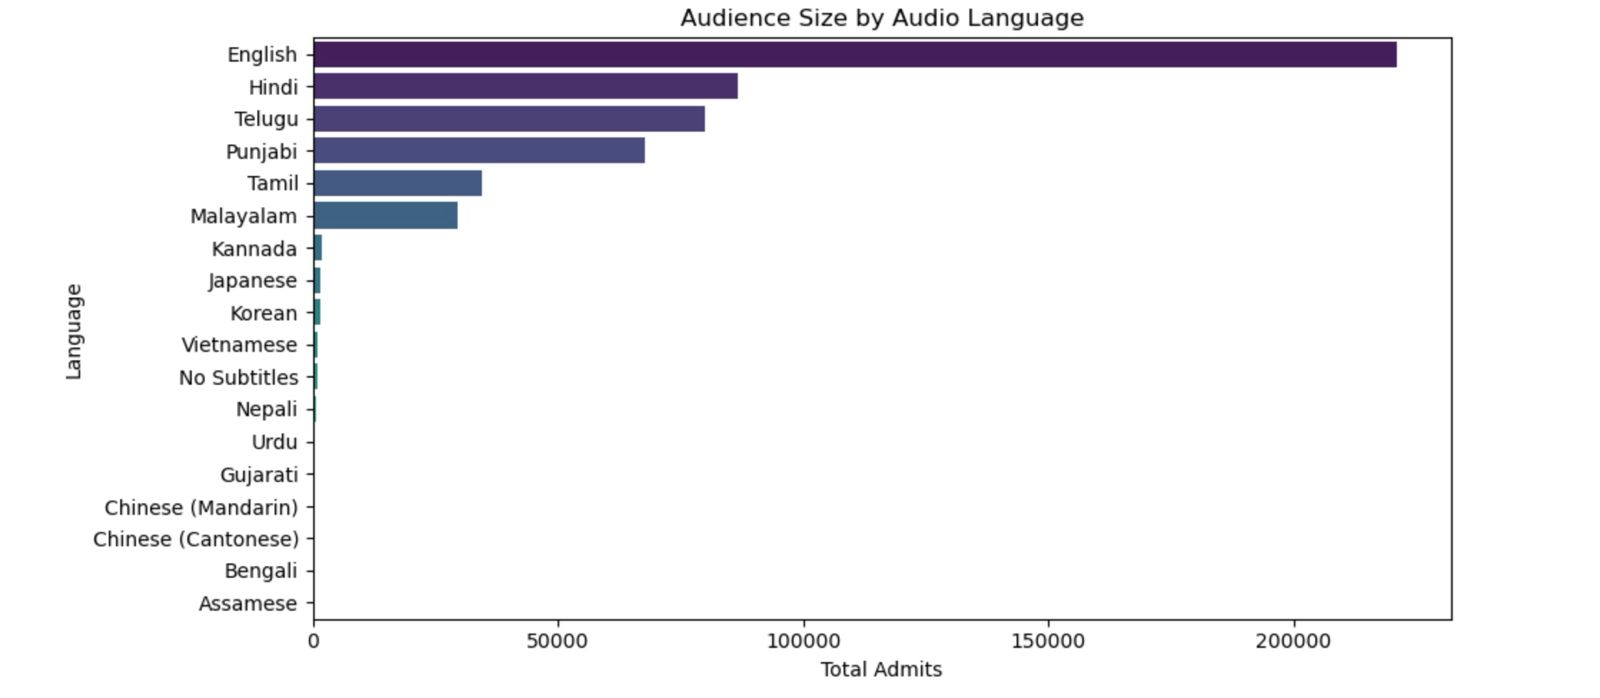 Audience Size by Audio Language
English
Hindi
Telugu
Punjabi
Tamil
Malayalam
Kannada
Japanese
Korean
Vietnamese
No Subtitles
Nepali
Urdu
Gujarati
Chinese (Mandarin)
Chinese (Cantonese)
Bengali
Assamese
Language
0 50000 100000 150000 200000
Total Admits